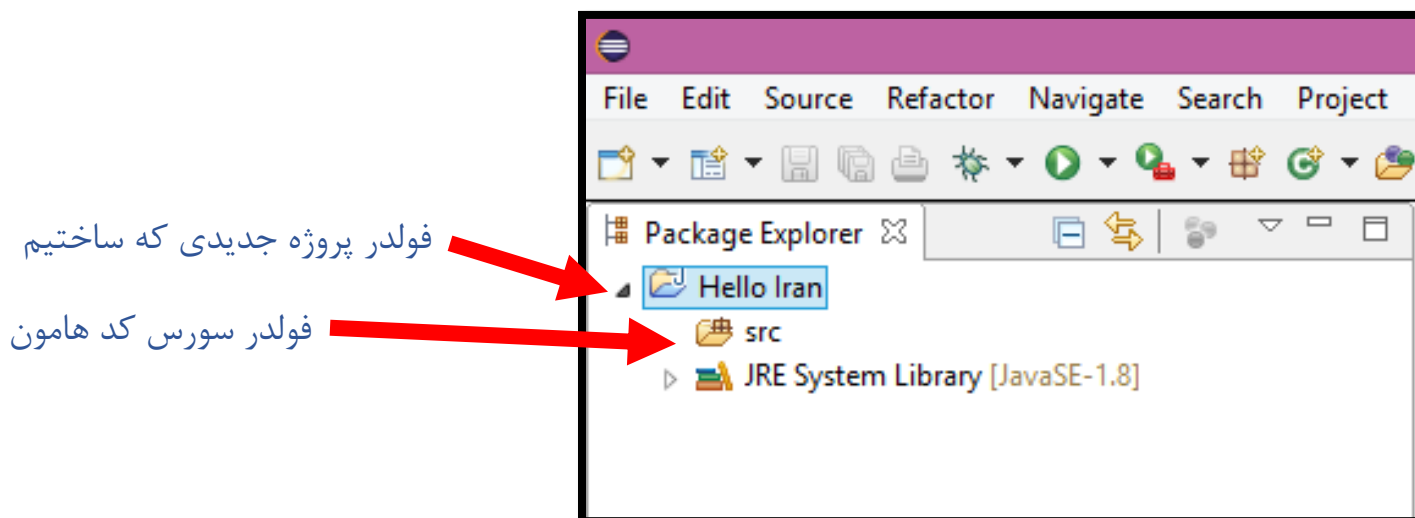 File Edit Source Refactor Navigate Search Project
Package Explorer
فولدر پروژه جدیدی که ساختیم
Hello Iran
فولدر سورس کد هامون
src
JRE System Library [JavaSE-1.8]